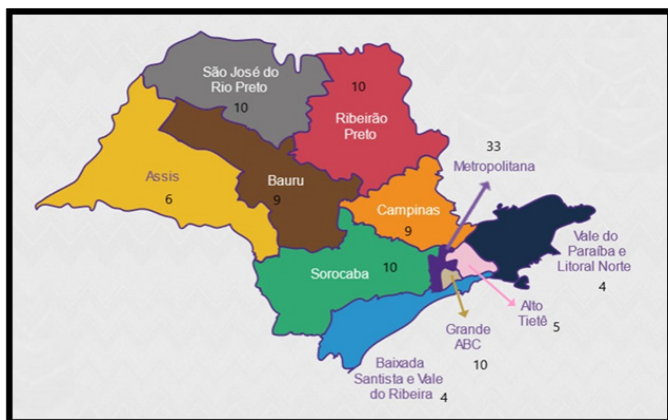 São José do
Rio Preto
10
10
Ribeirão
Preto
33
Metropolitana
Assis
6
Bauru
9
Campinas
9
Vale do
Paraíba e
Litoral Norte
4
Sorocaba
10
Alto
Tietê
5
Grande
ABC
10
Baixada
Santista e Vale
do Ribeira
4